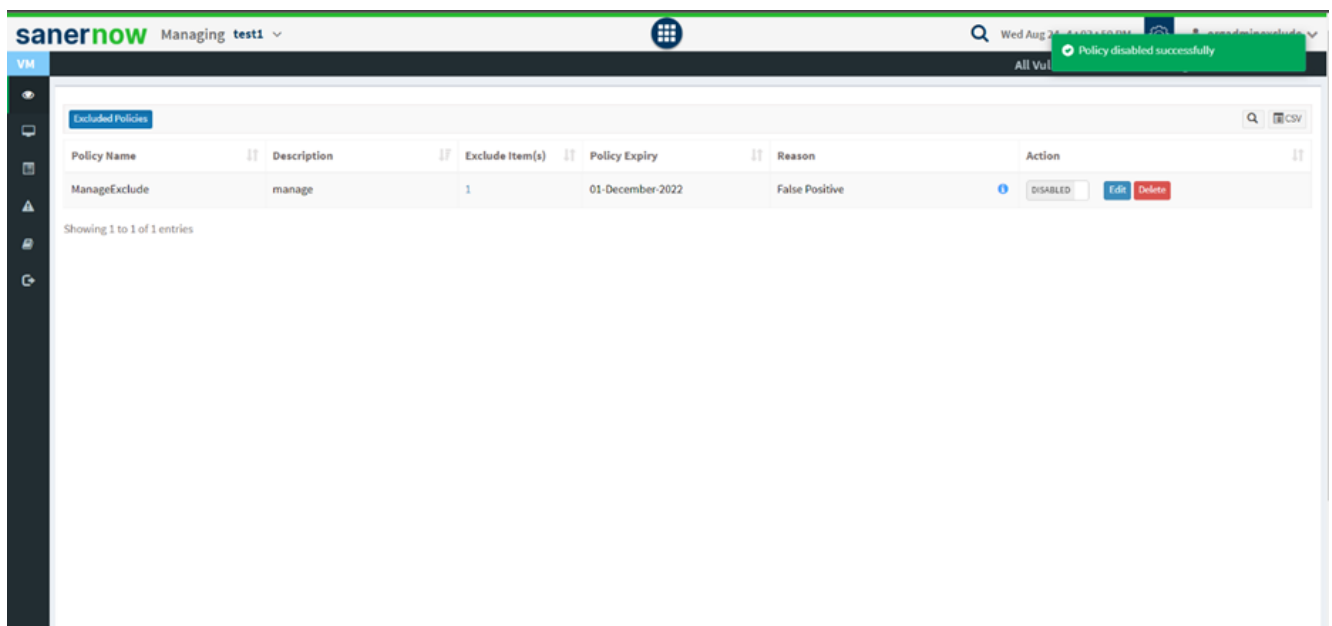 sanernow Managing test1
Wed Aug
Policy disabled successfully
VM
All Vul
Excluded Policies
CSV
Policy Name Description Exclude Item(s) Policy Expiry Reason Action
ManageExclude manage 1 01-December-2022 False Positive DISABLED Edit Delete
Showing 1 to 1 of 1 entries